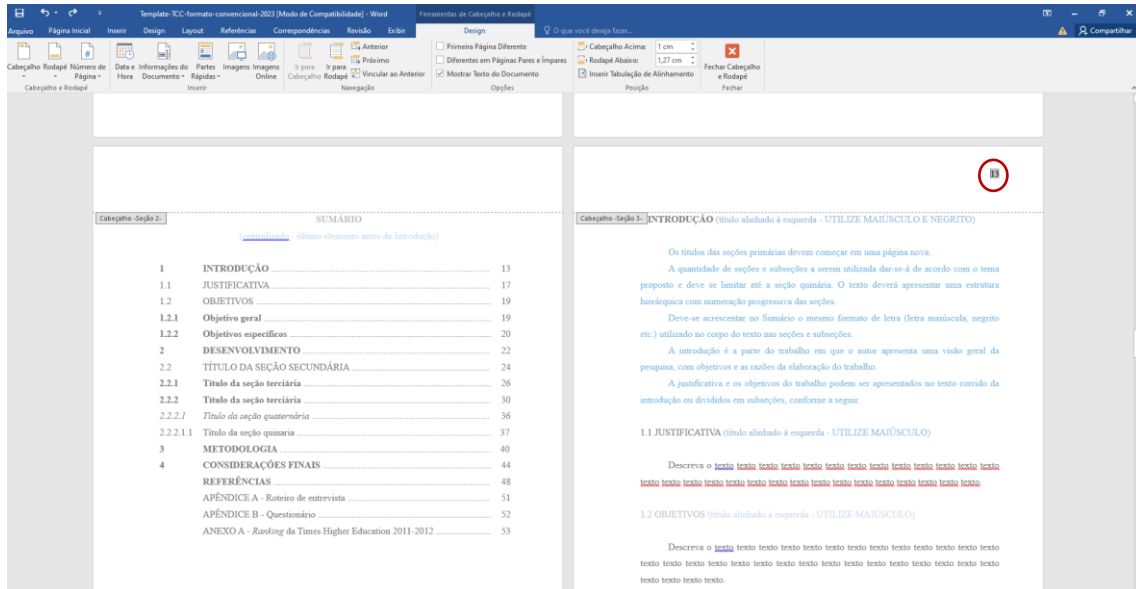 Template-TCC-formato-convencional-2023 [Modo de Compatibilidade] - Word
Ferramentas de Cabeçalho e Rodapé
Arquivo Página Inicial Inserir Design Layout Referências Correspondências Revisão Exibir Design O que você deseja fazer... Compartilhar
Cabeçalho Rodapé Número de Página
Data e Hora Informações do Documento Partes Rápidas Imagens Imagens Online
Ir para Cabeçalho Ir para Rodapé
Anterior
Próximo
Vincular ao Anterior
Primeira Página Diferente
Diferentes em Páginas Pares e Ímpares
Mostrar Texto do Documento
Cabeçalho Acima: 1 cm
Rodapé Abaixo: 1,27 cm
Inserir Tabulação de Alinhamento
Fechar Cabeçalho e Rodapé
Cabeçalho e Rodapé Inserir Navegação Opções Posição Fechar
Cabeçalho -Seção 2-
SUMÁRIO
(centralizado - último elemento antes da Introdução)
1 INTRODUÇÃO 13
1.1 JUSTIFICATIVA 17
1.2 OBJETIVOS 19
1.2.1 Objetivo geral 19
1.2.2 Objetivos específicos 20
2 DESENVOLVIMENTO 22
2.2 TÍTULO DA SEÇÃO SECUNDÁRIA 24
2.2.1 Título da seção terciária 26
2.2.2 Título da seção terciária 30
2.2.2.1 Título da seção quaternária 36
2.2.2.1.1 Título da seção quinaria 37
3 METODOLOGIA 40
4 CONSIDERAÇÕES FINAIS 44
REFERÊNCIAS 48
APÊNDICE A - Roteiro de entrevista 51
APÊNDICE B - Questionário 52
ANEXO A - Ranking da Times Higher Education 2011-2012 53
13
Cabeçalho -Seção 3-
INTRODUÇÃO (título alinhado à esquerda - UTILIZE MAIÚSCULO E NEGRITO)
Os títulos das seções primárias devem começar em uma página nova.
A quantidade de seções e subseções a serem utilizada dar-se-á de acordo com o tema
proposto e deve se limitar até a seção quinária. O texto deverá apresentar uma estrutura
hierárquica com numeração progressiva das seções.
Deve-se acrescentar no Sumário o mesmo formato de letra (letra maiúscula, negrito
etc.) utilizado no corpo do texto nas seções e subseções.
A introdução é a parte do trabalho em que o autor apresenta uma visão geral da
pesquisa, com objetivos e as razões da elaboração do trabalho.
A justificativa e os objetivos do trabalho podem ser apresentados no texto corrido da
introdução ou divididos em subseções, conforme a seguir.
1.1 JUSTIFICATIVA (título alinhado à esquerda - UTILIZE MAIÚSCULO)
Descreva o texto texto texto texto texto texto texto texto texto texto texto texto texto texto
texto texto texto texto texto texto texto texto texto texto texto texto texto texto texto texto.
1.2 OBJETIVOS (título alinhado à esquerda - UTILIZE MAIÚSCULO)
Descreva o texto texto texto texto texto texto texto texto texto texto texto texto texto texto
texto texto texto texto texto texto texto texto texto texto texto texto texto texto texto texto
texto texto texto texto.